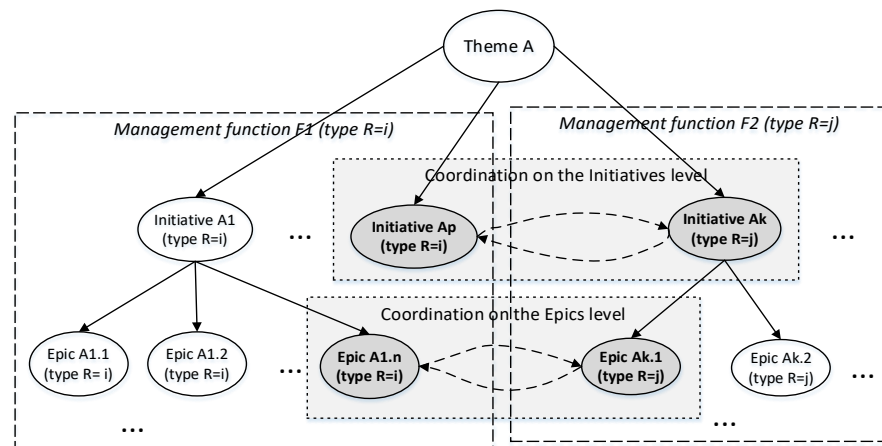 Theme A
Management function F1 (type R=i)
Management function F2 (type R=j)
Coordination on the Initiatives level
Initiative A1
(type R=i)
...
Initiative Ap
(type R=i)
Initiative Ak
(type R=j)
...
Coordination on the Epics level
Epic A1.1
(type R= i)
Epic A1.2
(type R=i)
...
Epic A1.n
(type R=i)
Epic Ak.1
(type R=j)
Epic Ak.2
(type R=j)
...
...
...